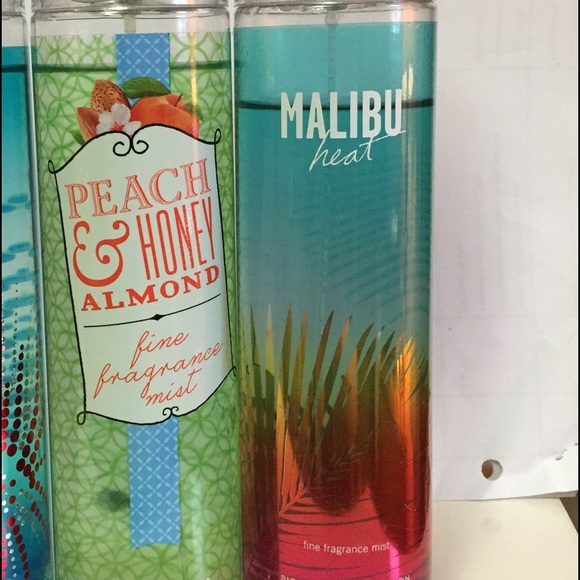 PEACH
& HONEY
ALMOND
fine
fragrance
mist
MALIBU
heat
fine fragrance mist